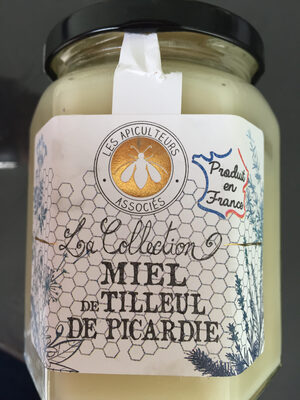 LES APICULTEURS
ASSOCIÉS
Produit
en
France
La Collection
MIEL
DE TILLEUL
DE PICARDIE